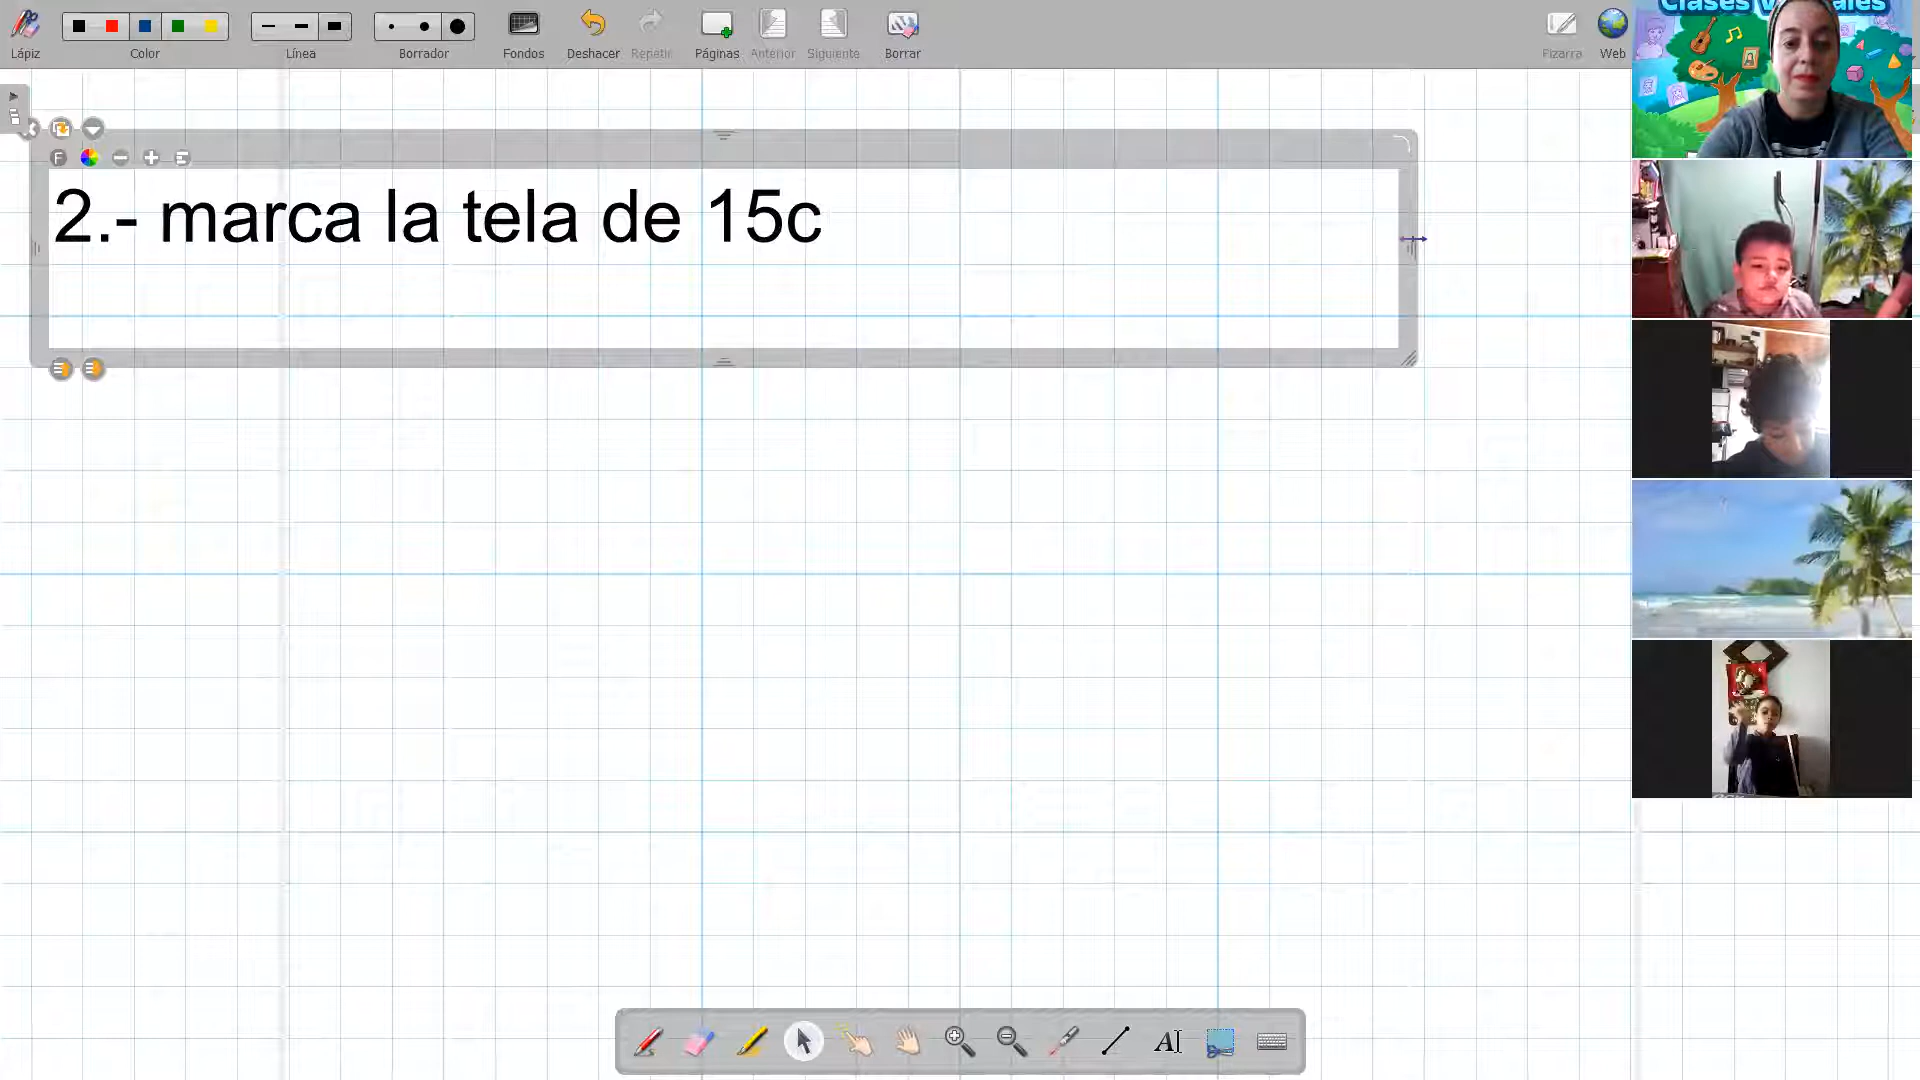 Lápiz
Color
Línea
Borrador
Fondos
Deshacer
Repetir
Páginas
Anterior
Siguiente
Borrar
Pizarra
Web
F
2.- marca la tela de 15c
A